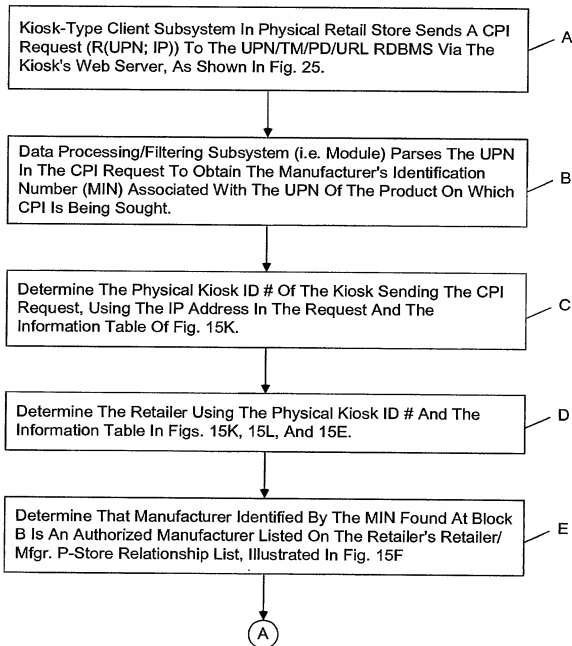 Kiosk-Type Client Subsystem In Physical Retail Store Sends A CPI
Request (R(UPN; IP)) To The UPN/TM/PD/URL RDBMS Via The
Kiosk's Web Server, As Shown In Fig. 25.
A
Data Processing/Filtering Subsystem (i.e. Module) Parses The UPN
In The CPI Request To Obtain The Manufacturer's Identification
Number (MIN) Associated With The UPN Of The Product On Which
CPI Is Being Sought.
B
Determine The Physical Kiosk ID # Of The Kiosk Sending The CPI
Request, Using The IP Address In The Request And The
Information Table Of Fig. 15K.
C
Determine The Retailer Using The Physical Kiosk ID # And The
Information Table In Figs. 15K, 15L, And 15E.
D
Determine That Manufacturer Identified By The MIN Found At Block
B Is An Authorized Manufacturer Listed On The Retailer's Retailer/
Mfgr. P-Store Relationship List, Illustrated In Fig. 15F
E
A